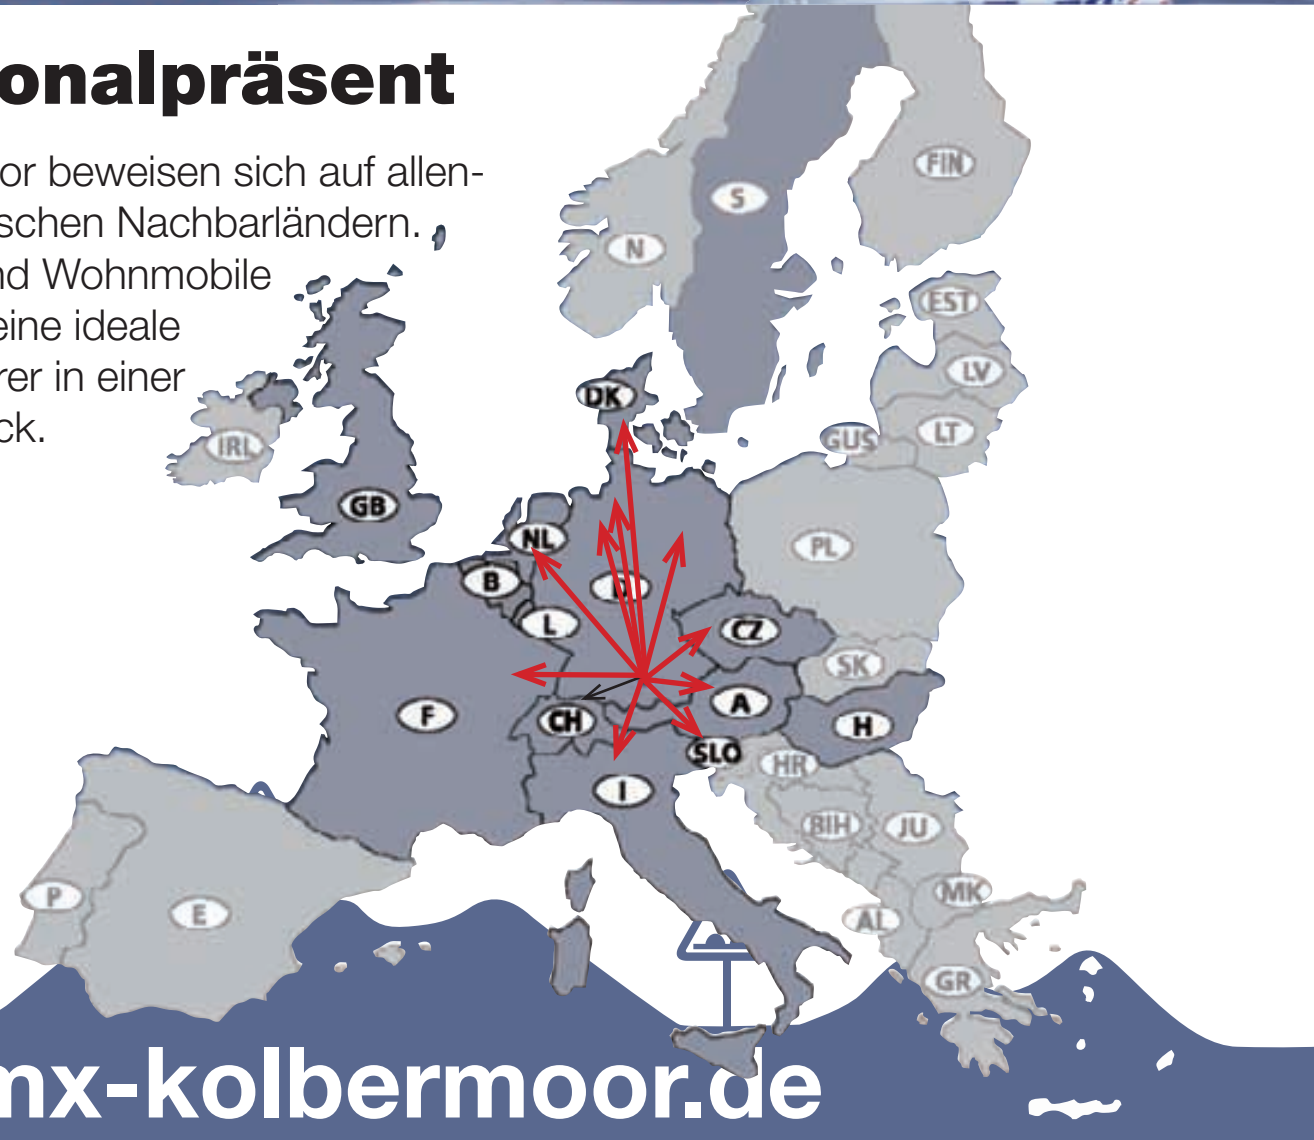 onalpräsent
or beweisen sich auf allen-
schen Nachbarländern.
nd Wohnmobile
eine ideale
rer in einer
ck.
FIN
S
N
EST
LV
DK
LT
GUS
IRL
GB
NL
PL
B
D
L
CZ
SK
A
F
CH
H
SLO
HR
I
BIH
JU
MK
P
E
AL
GR
mx-kolbermoor.de